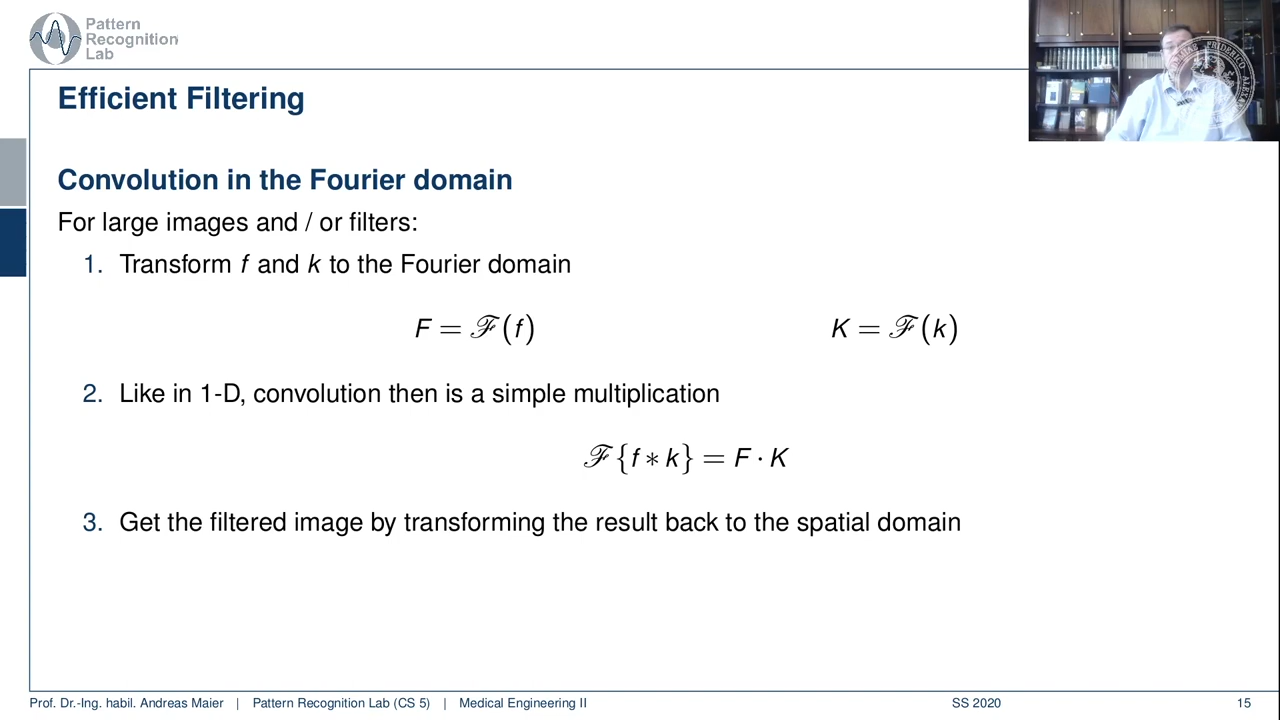 Pattern
Recognition
Lab
Efficient Filtering
Convolution in the Fourier domain
For large images and / or filters:
1. Transform f and k to the Fourier domain
F = ℱ(f) K = ℱ(k)
2. Like in 1-D, convolution then is a simple multiplication
ℱ{f ∗ k} = F · K
3. Get the filtered image by transforming the result back to the spatial domain
Prof. Dr.-Ing. habil. Andreas Maier | Pattern Recognition Lab (CS 5) | Medical Engineering II SS 2020 15